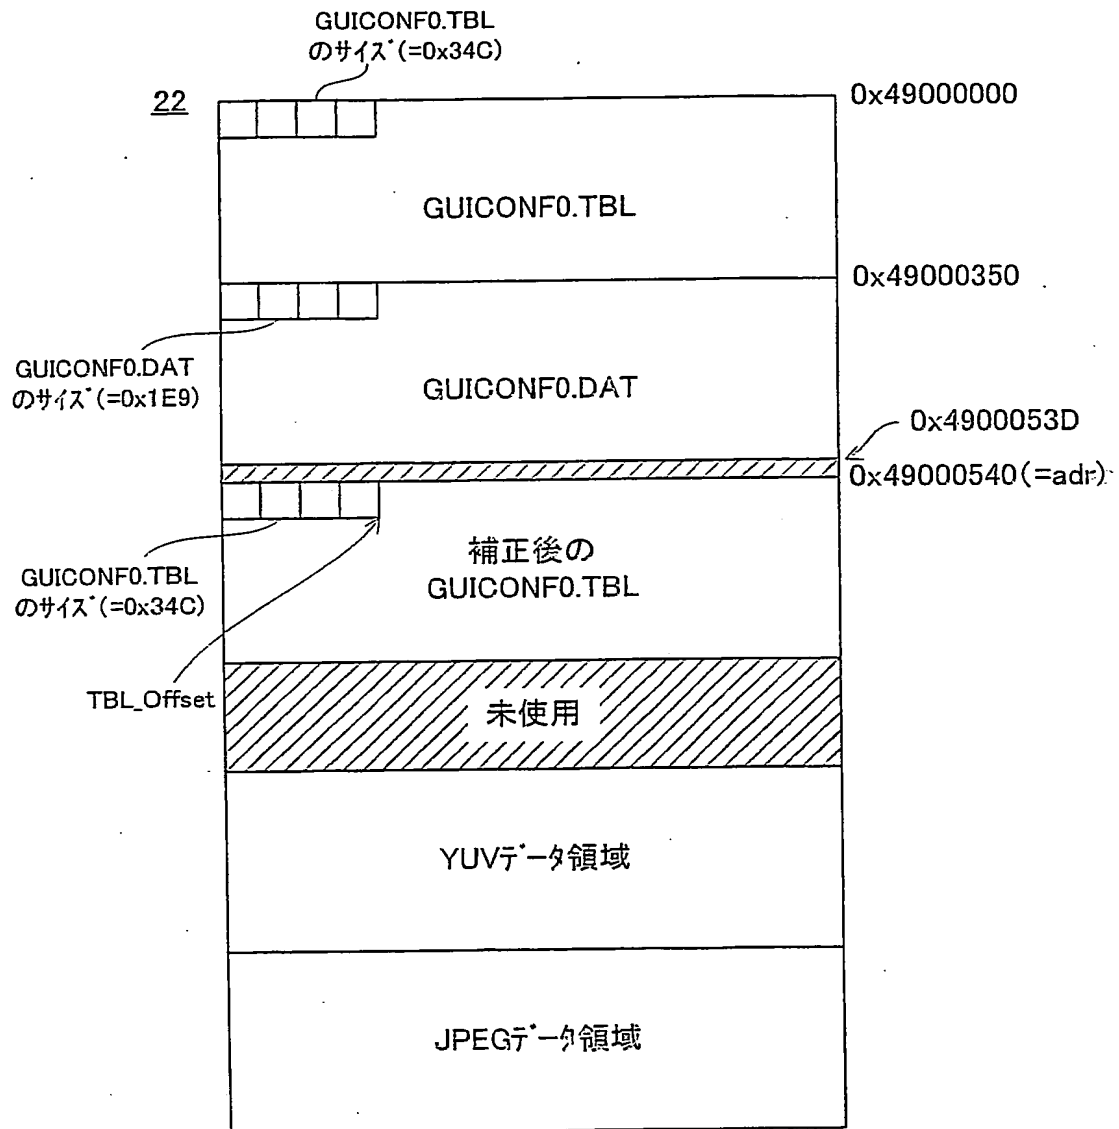 GUICONF0.TBL
のサイズ(=0x34C)
22
0x49000000
GUICONF0.TBL
0x49000350
GUICONF0.DAT
のサイズ(=0x1E9)
GUICONF0.DAT
0x4900053D
0x49000540(=adr)
補正後の
GUICONF0.TBL
GUICONF0.TBL
のサイズ(=0x34C)
TBL_Offset
未使用
YUVデータ領域
JPEGデータ領域